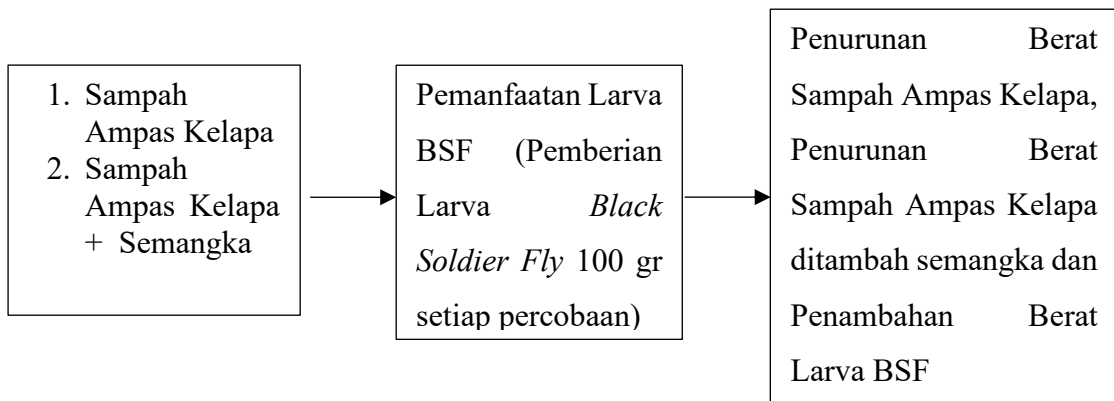 1. Sampah
Ampas Kelapa
2. Sampah
Ampas Kelapa
+ Semangka
Pemanfaatan Larva
BSF (Pemberian
Larva Black
Soldier Fly 100 gr
setiap percobaan)
Penurunan Berat
Sampah Ampas Kelapa,
Penurunan Berat
Sampah Ampas Kelapa
ditambah semangka dan
Penambahan Berat
Larva BSF